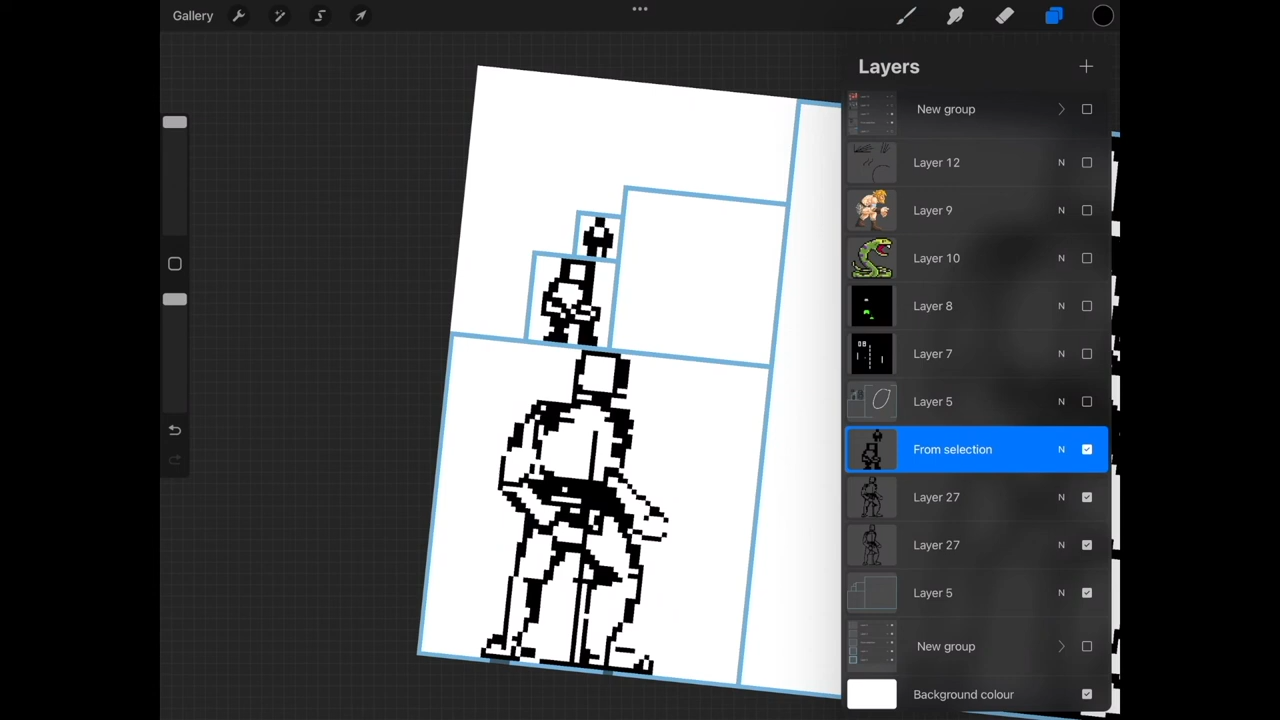 Gallery
Layers
New group
Layer 12 N
Layer 9 N
Layer 10 N
Layer 8 N
Layer 7 N
Layer 5 N
From selection N
Layer 27 N
Layer 27 N
Layer 5 N
New group
Background colour